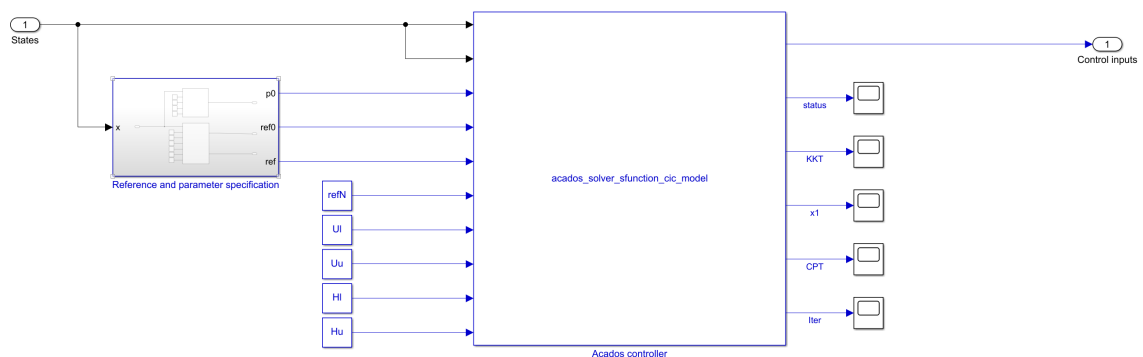 1
States
x
p0
ref0
ref
Reference and parameter specification
refN
Ul
Uu
Hl
Hu
acados_solver_sfunction_cic_model
Acados controller
1
Control inputs
status
KKT
x1
CPT
Iter